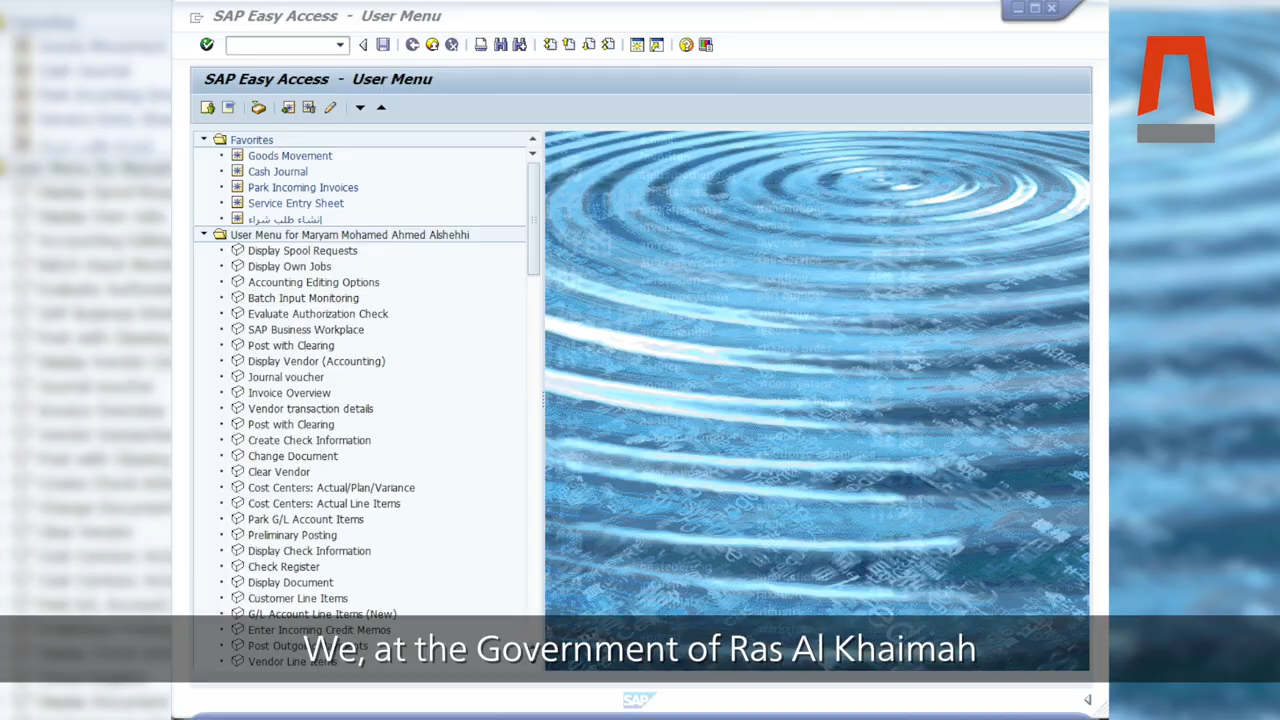 SAP Easy Access - User Menu
SAP Easy Access - User Menu
Favorites
Goods Movement
Cash Journal
Park Incoming Invoices
Service Entry Sheet
إنشاء طلب شراء
User Menu for Maryam Mohamed Ahmed Alshehhi
Display Spool Requests
Display Own Jobs
Accounting Editing Options
Batch Input Monitoring
Evaluate Authorization Check
SAP Business Workplace
Post with Clearing
Display Vendor (Accounting)
Journal voucher
Invoice Overview
Vendor transaction details
Post with Clearing
Create Check Information
Change Document
Clear Vendor
Cost Centers: Actual/Plan/Variance
Cost Centers: Actual Line Items
Park G/L Account Items
Preliminary Posting
Display Check Information
Check Register
Display Document
Customer Line Items
G/L Account Line Items (New)
Enter Incoming Credit Memos
Post
Vendor Line Items
We, at the Government of Ras Al Khaimah
SAP